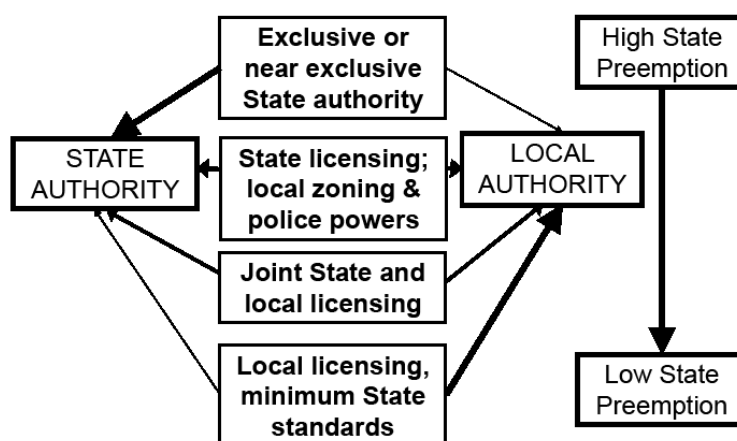 Exclusive or
near exclusive
State authority
High State
Preemption
STATE
AUTHORITY
State licensing;
local zoning &
police powers
LOCAL
AUTHORITY
Joint State and
local licensing
Local licensing,
minimum State
standards
Low State
Preemption